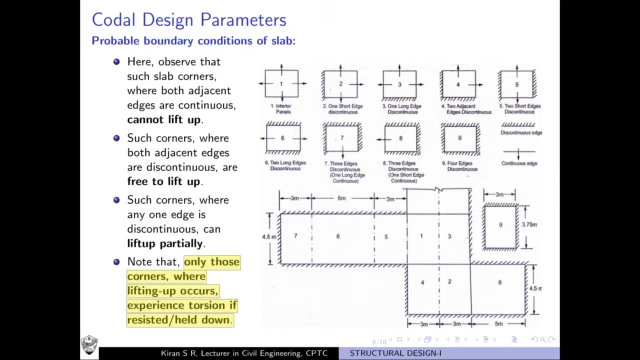 Codal Design Parameters
Probable boundary conditions of slab:
Here, observe that
such slab corners,
where both adjacent
edges are continuous,
cannot lift up.
Such corners, where
both adjacent edges
are discontinuous, are
free to lift up.
Such corners, where
any one edge is
discontinuous, can
liftup partially.
Note that, only those
corners, where
lifting-up occurs,
experience torsion if
resisted/held down.
1 2 3 4 5
1. Interior Panels
2. One Short Edge Discontinuous
3. One Long Edge Discontinuous
4. Two Adjacent Edges Discontinuous
5. Two Short Edges Discontinuous
6 7 8 9
Discontinuous edge
Continuous edge
6. Two Long Edges Discontinuous
7. Three Edges Discontinuous (One Long Edge Continuous)
8. Three Edges Discontinuous (One Short Edge Continuous)
9. Four Edges Discontinuous
3m 6m 3m
4.5 m 7 6 5 1 3
9 3.75m
4 2 8 4.5 m
3m 3m 6m
Kiran S R, Lecturer in Civil Engineering, CPTC
STRUCTURAL DESIGN-I